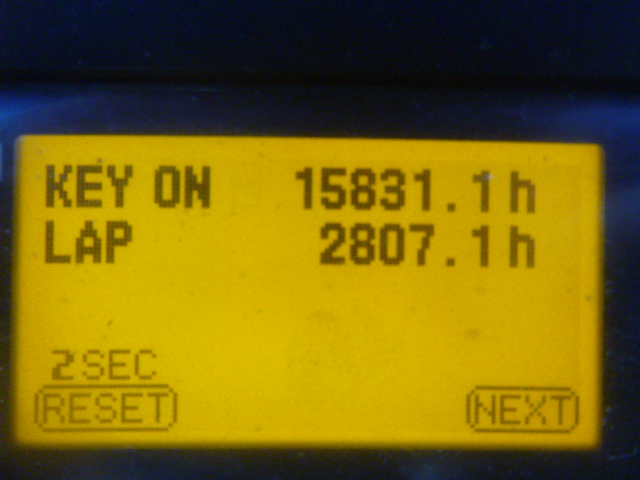 KEY ON 15831.1h
LAP 2807.1h
2SEC
RESET NEXT